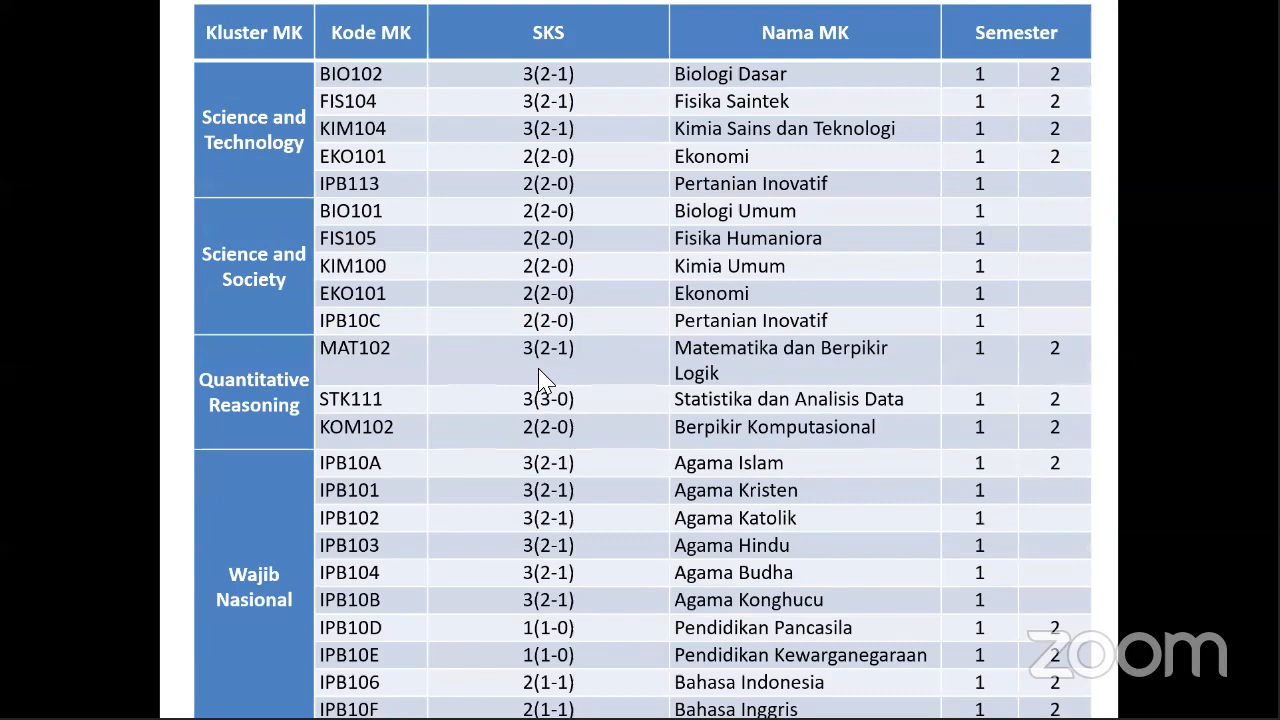 Kluster MK Kode MK SKS Nama MK Semester
Science and Technology
BIO102 3(2-1) Biologi Dasar 1 2
FIS104 3(2-1) Fisika Saintek 1 2
KIM104 3(2-1) Kimia Sains dan Teknologi 1 2
EKO101 2(2-0) Ekonomi 1 2
IPB113 2(2-0) Pertanian Inovatif 1
Science and Society
BIO101 2(2-0) Biologi Umum 1
FIS105 2(2-0) Fisika Humaniora 1
KIM100 2(2-0) Kimia Umum 1
EKO101 2(2-0) Ekonomi 1
IPB10C 2(2-0) Pertanian Inovatif 1
Quantitative Reasoning
MAT102 3(2-1) Matematika dan Berpikir Logik 1 2
STK111 3(3-0) Statistika dan Analisis Data 1 2
KOM102 2(2-0) Berpikir Komputasional 1 2
Wajib Nasional
IPB10A 3(2-1) Agama Islam 1 2
IPB101 3(2-1) Agama Kristen 1
IPB102 3(2-1) Agama Katolik 1
IPB103 3(2-1) Agama Hindu 1
IPB104 3(2-1) Agama Budha 1
IPB10B 3(2-1) Agama Konghucu 1
IPB10D 1(1-0) Pendidikan Pancasila 1 2
IPB10E 1(1-0) Pendidikan Kewarganegaraan 1 2
IPB106 2(1-1) Bahasa Indonesia 1 2
IPB10F 2(1-1) Bahasa Inggris 1 2
zoom